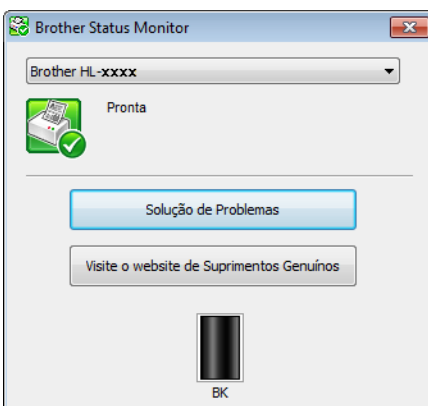 Brother Status Monitor
Brother HL-xxxx
Pronta
Solução de Problemas
Visite o website de Suprimentos Genuínos
BK